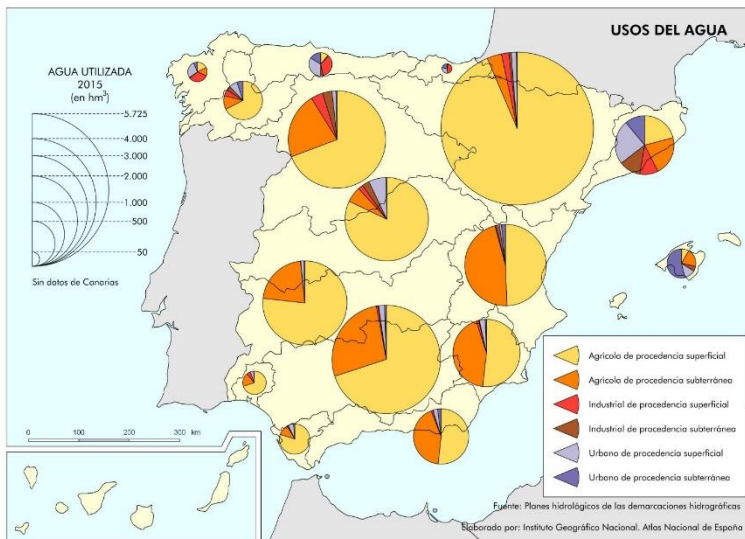 USOS DEL AGUA
AGUA UTILIZADA
2015
(en hm³)
5.725
4.000
3.000
2.000
1.000
500
50
Sin datos de Canarias
Agrícola de procedencia superficial
Agrícola de procedencia subterránea
Industrial de procedencia superficial
Industrial de procedencia subterránea
Urbano de procedencia superficial
Urbano de procedencia subterránea
0 100 200 300 km
Fuente: Planes hidrológicos de las demarcaciones hidrográficas
Elaborado por: Instituto Geográfico Nacional. Atlas Nacional de España